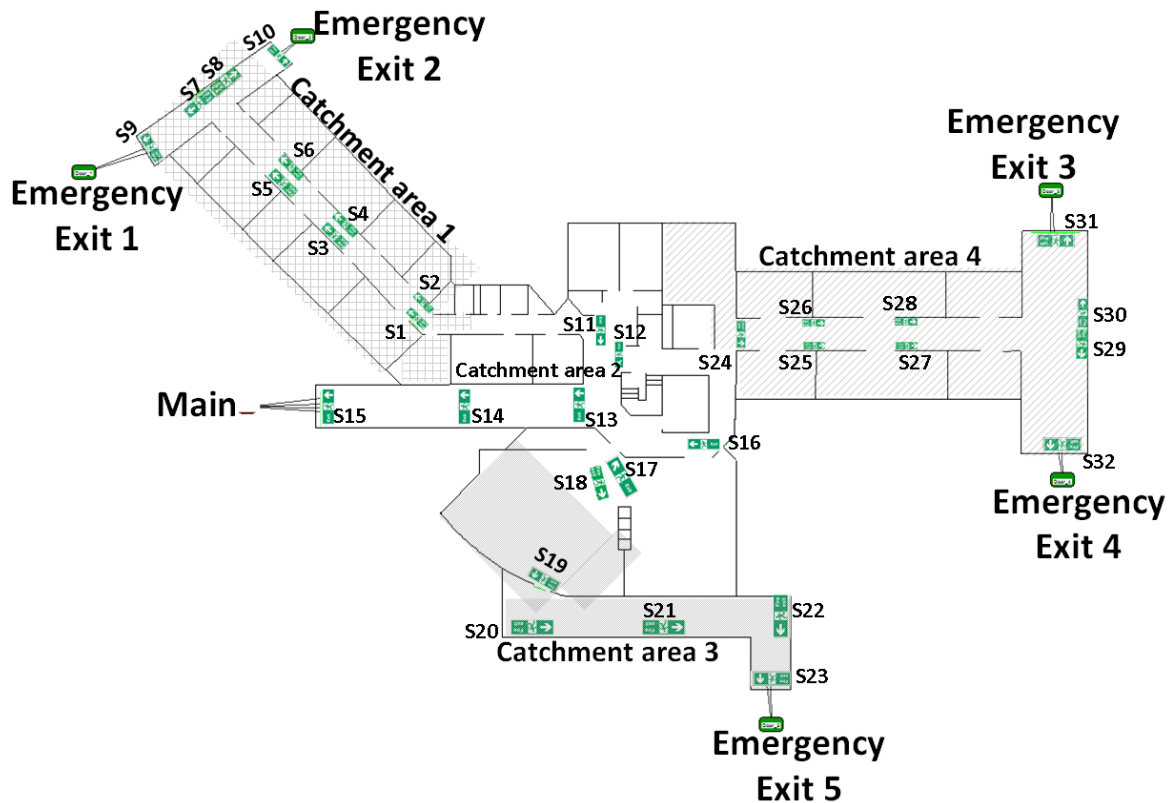 Emergency
Exit 2
S10
S8
S7
S9
Catchment area 1
Emergency
Exit 1
S6
S5
S4
S3
S2
S1
Emergency
Exit 3
S31
Catchment area 4
S26
S28
S30
S11
S12
S24
S25
S27
S29
Catchment area 2
Main
S15
S14
S13
S16
S32
S17
S18
Emergency
Exit 4
S19
S20
S21
S22
Catchment area 3
S23
Emergency
Exit 5